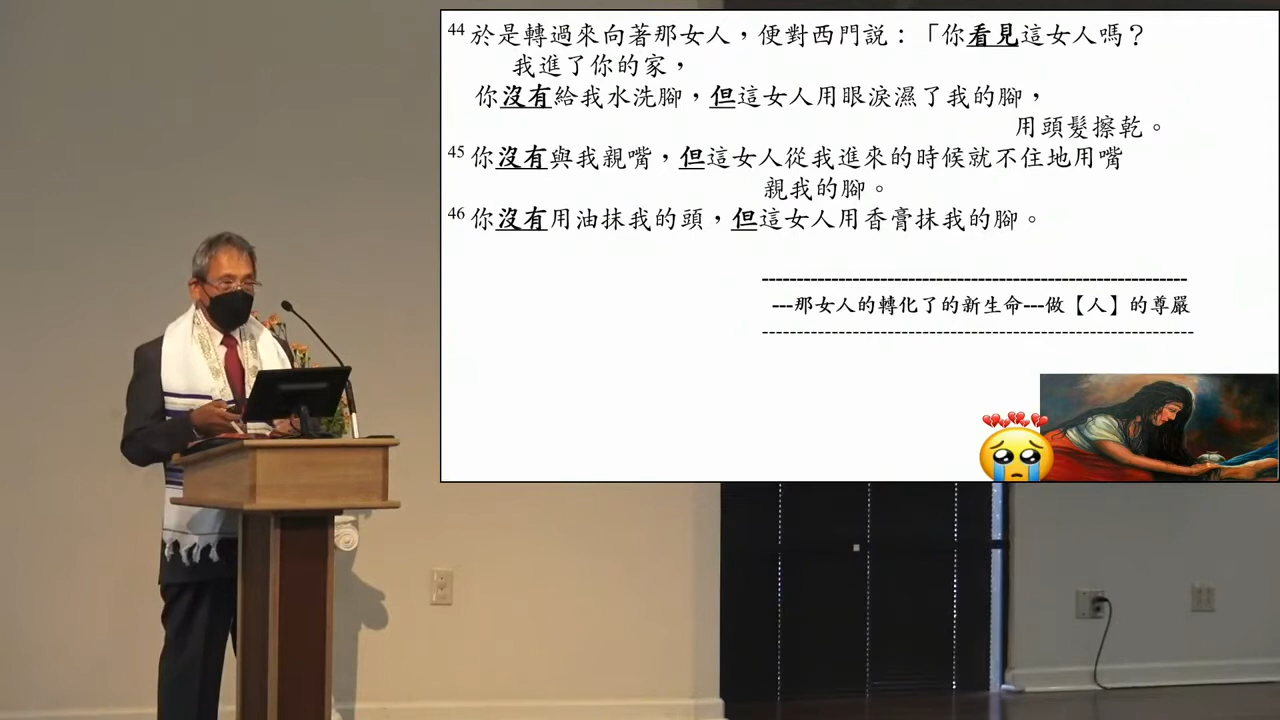 44 於是轉過來向著那女人，便對西門説：「你看見這女人嗎？
我進了你的家，
你沒有給我水洗腳，但這女人用眼淚濕了我的腳，
用頭髮擦乾。
45 你沒有與我親嘴，但這女人從我進來的時候就不住地用嘴
親我的腳。
46 你沒有用油抹我的頭，但這女人用香膏抹我的腳。
---那女人的轉化了的新生命---做【人】的尊嚴